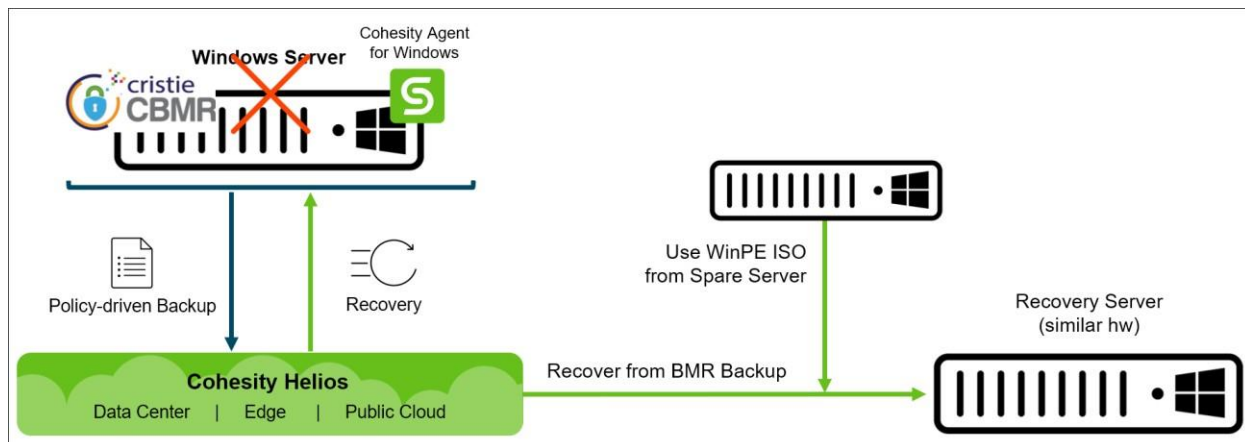 Cohesity Agent
for Windows
Windows Server
cristie
CBMR
S
Policy-driven Backup
Recovery
Use WinPE ISO
from Spare Server
Recovery Server
(similar hw)
Recover from BMR Backup
Cohesity Helios
Data Center | Edge | Public Cloud